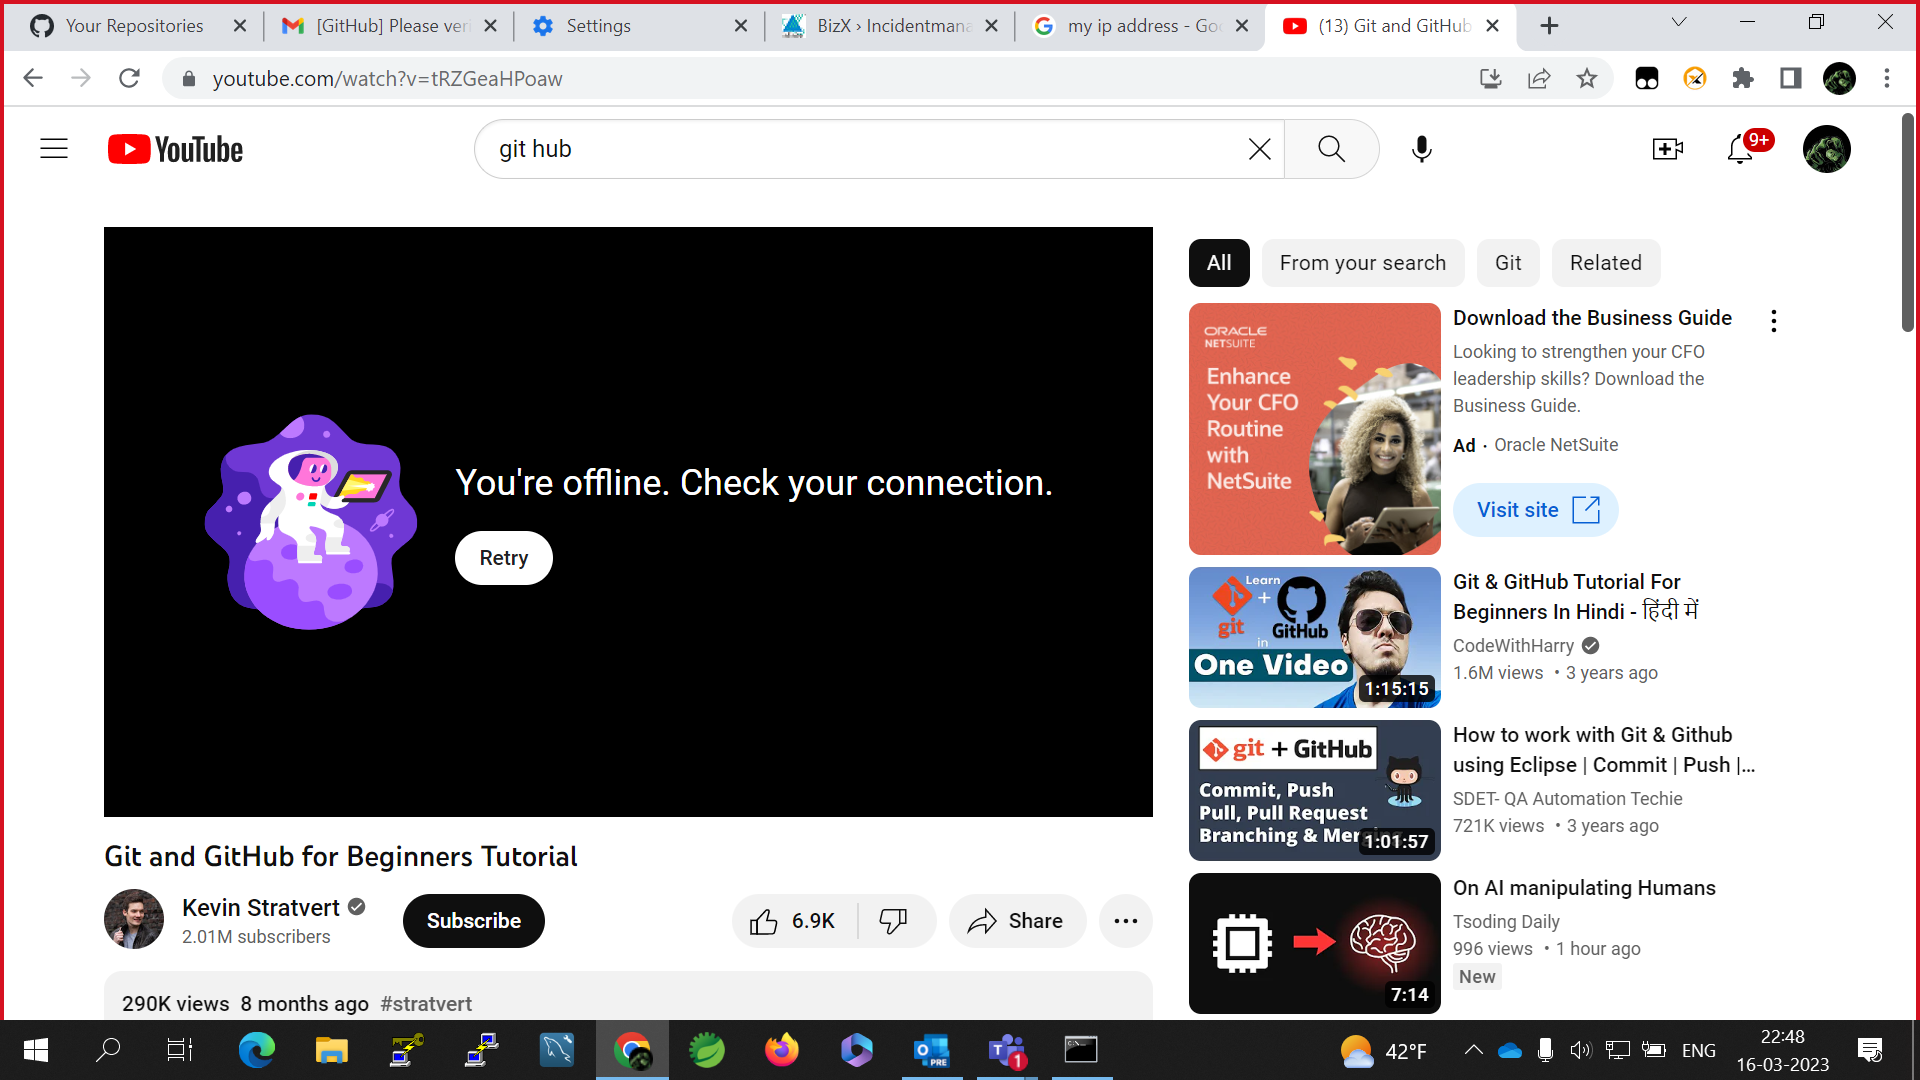 Your Repositories
[GitHub] Please veri
Settings
BizX › Incidentmana
my ip address - Goo
(13) Git and GitHub
youtube.com/watch?v=tRZGeaHPoaw
YouTube
git hub
9+
You're offline. Check your connection.
Retry
All
From your search
Git
Related
ORACLE
NETSUITE
Enhance
Your CFO
Routine
with
NetSuite
Download the Business Guide
Looking to strengthen your CFO
leadership skills? Download the
Business Guide.
Ad · Oracle NetSuite
Visit site
Learn
git + GitHub
in
One Video
1:15:15
Git & GitHub Tutorial For
Beginners In Hindi - हिंदी में
CodeWithHarry
1.6M views • 3 years ago
git + GitHub
Commit, Push
Pull, Pull Request
Branching & Merging
1:01:57
How to work with Git & Github
using Eclipse | Commit | Push |...
SDET- QA Automation Techie
721K views • 3 years ago
7:14
On AI manipulating Humans
Tsoding Daily
996 views • 1 hour ago
New
Git and GitHub for Beginners Tutorial
Kevin Stratvert
2.01M subscribers
Subscribe
6.9K
Share
290K views 8 months ago #stratvert
PRE
1
42°F
ENG
22:48
16-03-2023